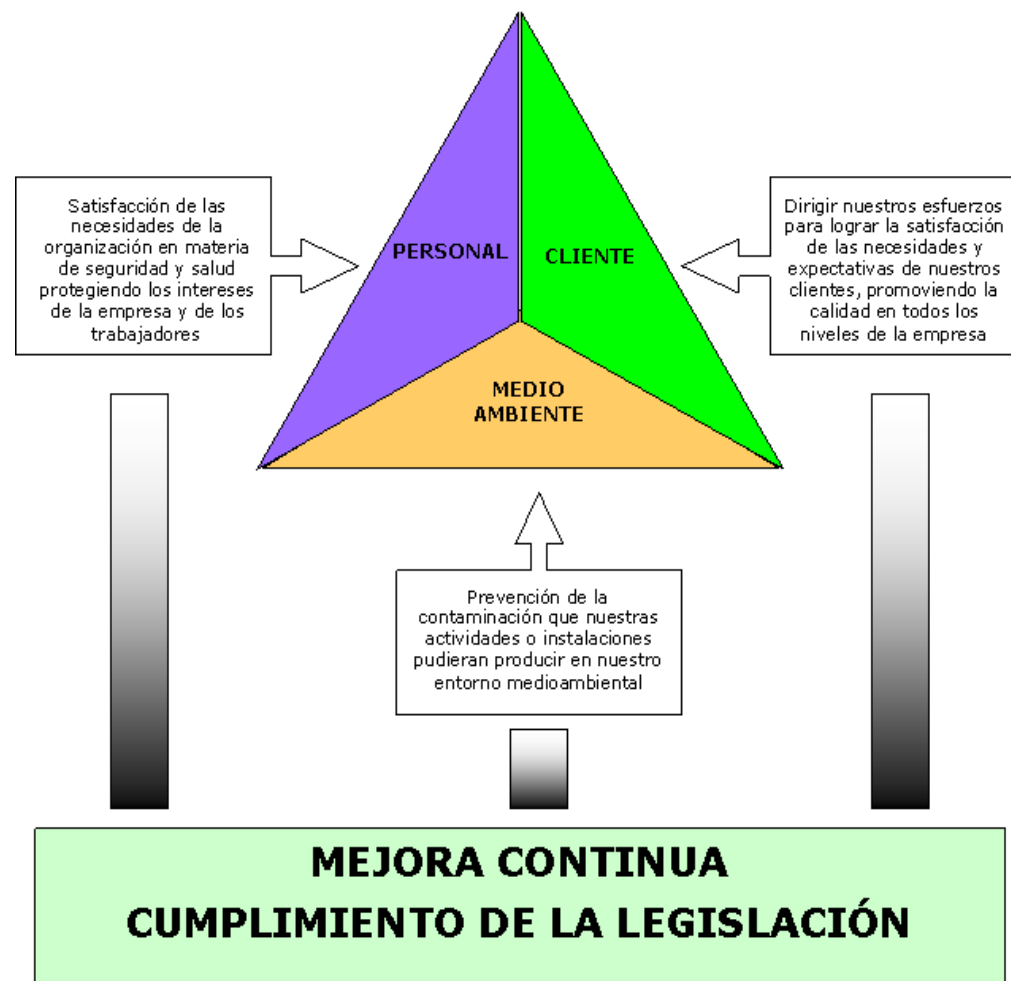 Satisfacción de las
necesidades de la
organización en materia
de seguridad y salud
protegiendo los intereses
de la empresa y de los
trabajadores
PERSONAL
CLIENTE
Dirigir nuestros esfuerzos
para lograr la satisfacción
de las necesidades y
expectativas de nuestros
clientes, promoviendo la
calidad en todos los
niveles de la empresa
MEDIO
AMBIENTE
Prevención de la
contaminación que nuestras
actividades o instalaciones
pudieran producir en nuestro
entorno medioambiental
MEJORA CONTINUA
CUMPLIMIENTO DE LA LEGISLACIÓN